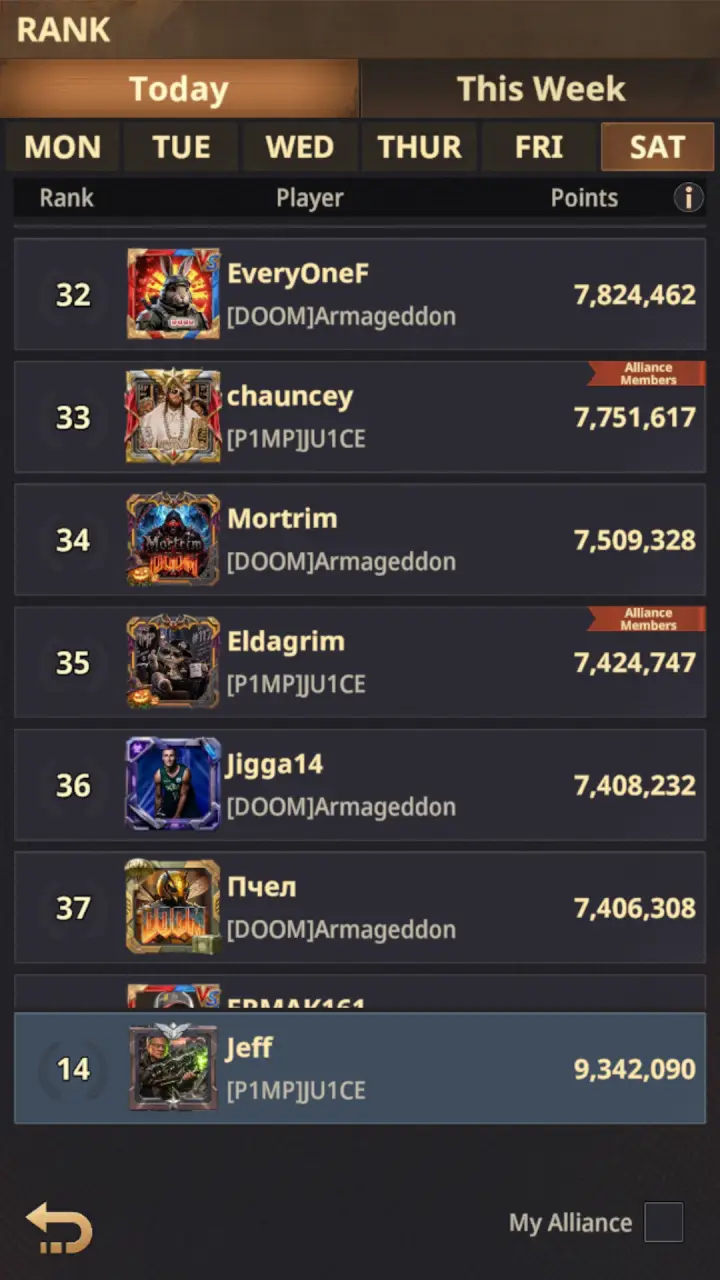 RANK
Today
This Week
MON TUE WED THUR FRI SAT
Rank Player Points i
32
EveryOneF
[DOOM]Armageddon
7,824,462
33
chauncey
[P1MP]JU1CE
Alliance
Members
7,751,617
34
Mortrim
[DOOM]Armageddon
7,509,328
35
Eldagrim
[P1MP]JU1CE
Alliance
Members
7,424,747
36
Jigga14
[DOOM]Armageddon
7,408,232
37
DOOM
Пчел
[DOOM]Armageddon
7,406,308
14
Jeff
[P1MP]JU1CE
9,342,090
My Alliance